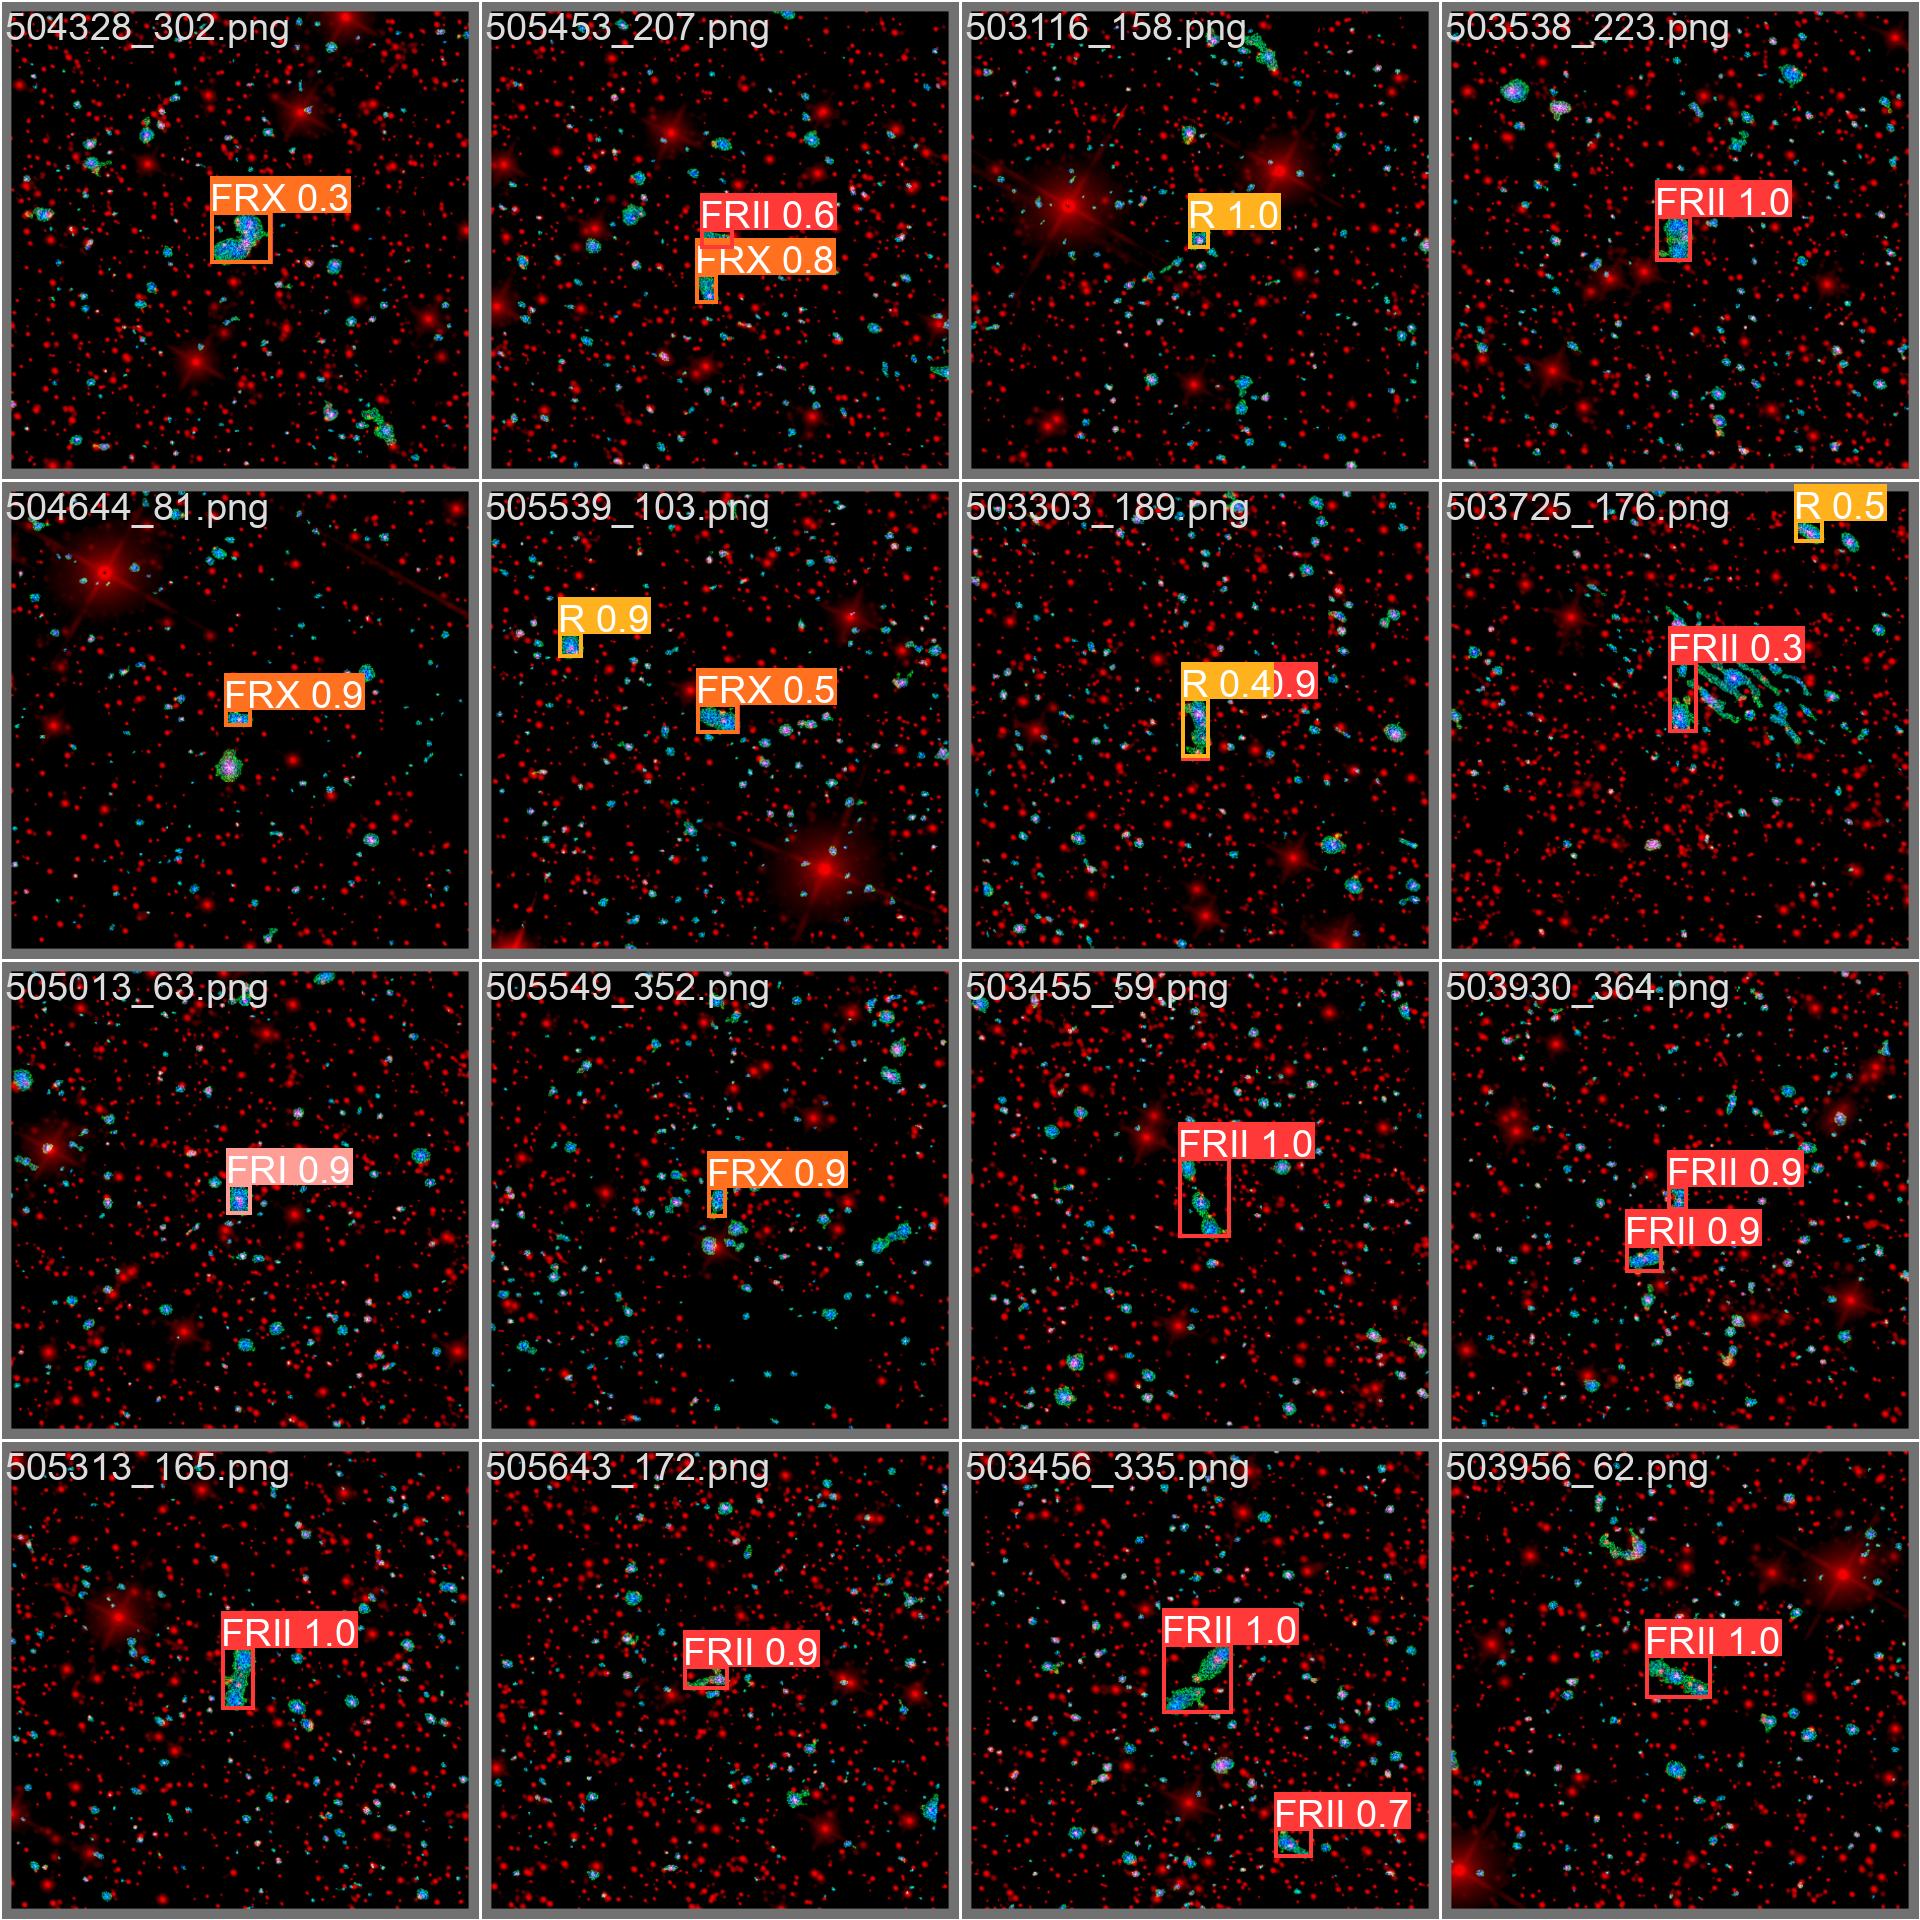 504328_302.png
FRX 0.3
505453_207.png
FRII 0.6
FRX 0.8
503116_158.png
R 1.0
503538_223.png
FRII 1.0
504644_81.png
FRX 0.9
505539_103.png
R 0.9
FRX 0.5
503303_189.png
R 0.4
0.9
503725_176.png
R 0.5
FRII 0.3
505013_63.png
FRI 0.9
505549_352.png
FRX 0.9
503455_59.png
FRII 1.0
503930_364.png
FRII 0.9
FRII 0.9
505313_165.png
FRII 1.0
505643_172.png
FRII 0.9
503456_335.png
FRII 1.0
FRII 0.7
503956_62.png
FRII 1.0